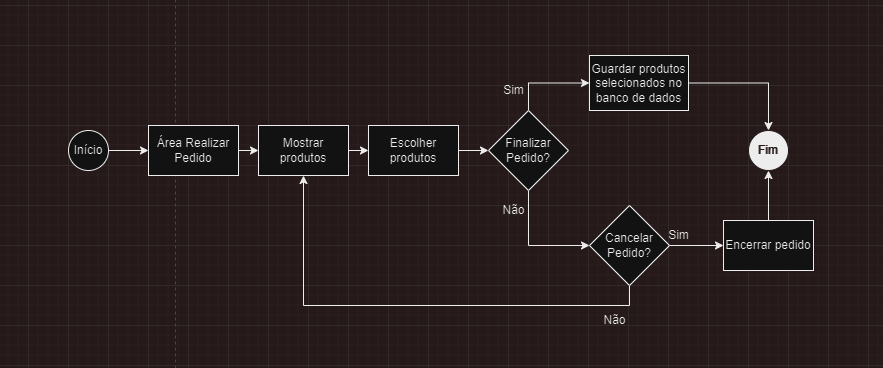 Início
Área Realizar
Pedido
Mostrar
produtos
Escolher
produtos
Finalizar
Pedido?
Sim
Guardar produtos
selecionados no
banco de dados
Fim
Não
Cancelar
Pedido?
Sim
Encerrar pedido
Não